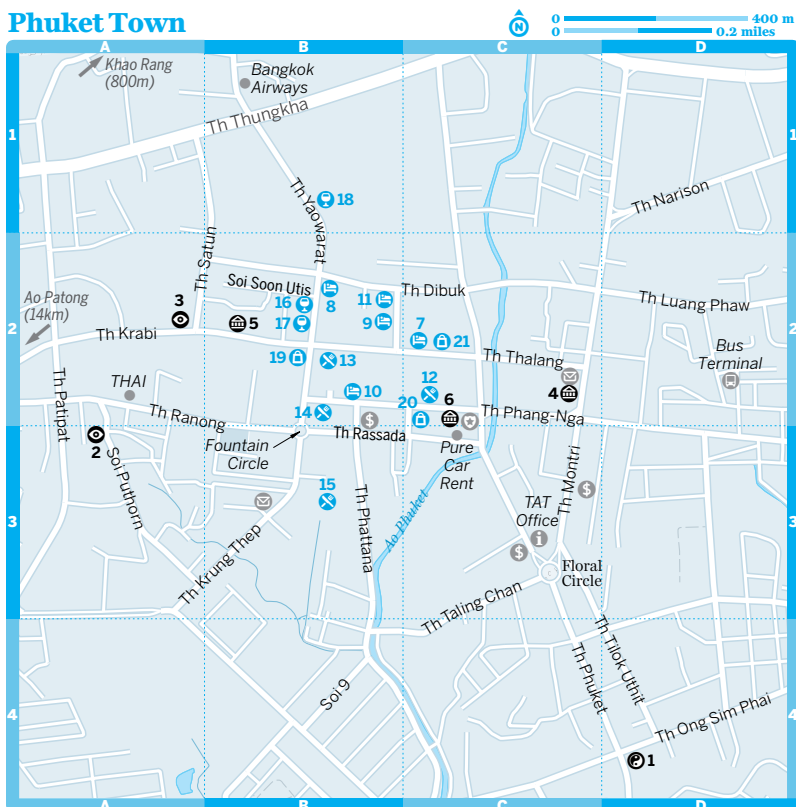 Phuket Town
N
0 400 m
0 0.2 miles
A
B
C
D
1
1
Khao Rang
(800m)
Bangkok
Airways
Th Thungkha
Th Yaowarat
18
Th Narison
Th Satun
Soi Soon Utis
Th Dibuk
Ao Patong
(14km)
3
16
8
11
Th Luang Phaw
2
2
5
17
9
7
21
Th Krabi
Th Thalang
Bus
Terminal
19
13
THAI
10
12
6
4
Th Patipat
Th Ranong
14
20
Th Phang-Nga
2
Fountain
Circle
Th Rassada
Pure
Car
Rent
Soi Puthorn
15
Th Phattana
Ao Phuket
TAT
Office
Th Montri
3
3
Th Krung Thep
Floral
Circle
Th Taling Chan
Th Tilok Uthit
Soi 9
Th Phuket
Th Ong Sim Phai
4
4
1
A
B
C
D